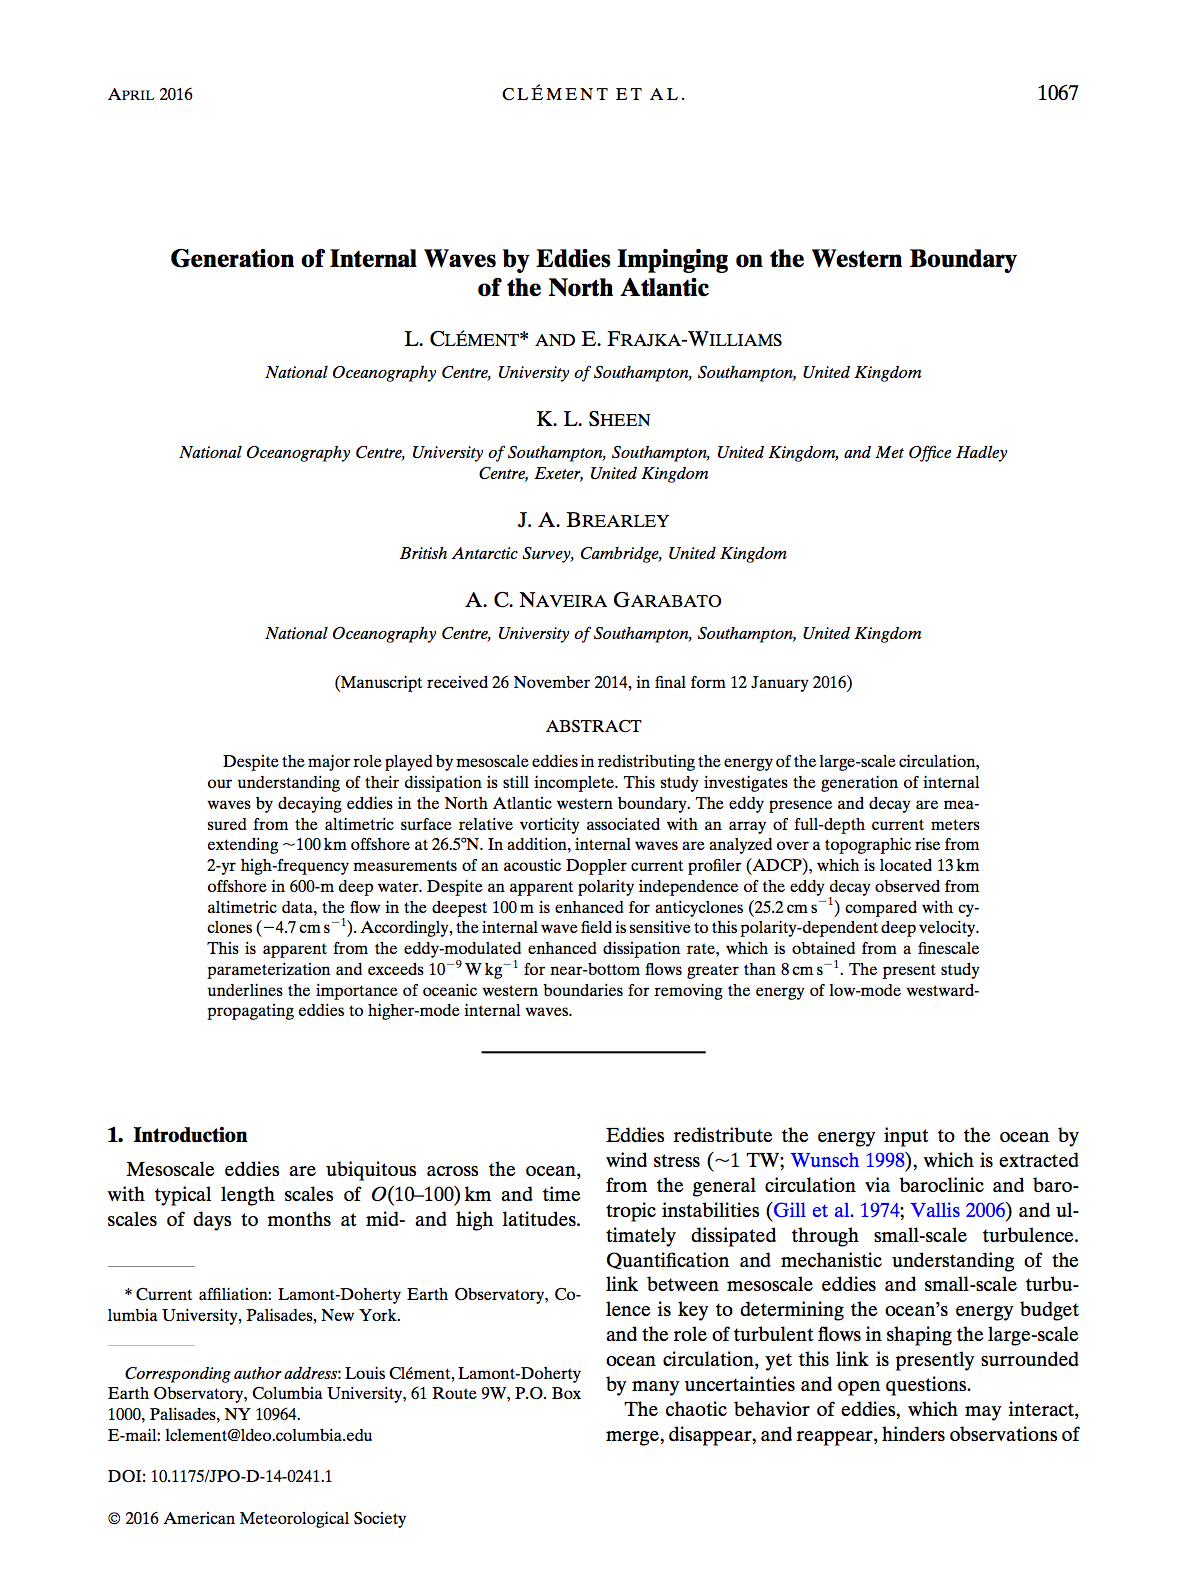 APRIL 2016 CLÉMENT ET AL. 1067
Generation of Internal Waves by Eddies Impinging on the Western Boundary
of the North Atlantic
L. CLÉMENT* AND E. FRAJKA-WILLIAMS
National Oceanography Centre, University of Southampton, Southampton, United Kingdom
K. L. SHEEN
National Oceanography Centre, University of Southampton, Southampton, United Kingdom, and Met Office Hadley
Centre, Exeter, United Kingdom
J. A. BREARLEY
British Antarctic Survey, Cambridge, United Kingdom
A. C. NAVEIRA GARABATO
National Oceanography Centre, University of Southampton, Southampton, United Kingdom
(Manuscript received 26 November 2014, in final form 12 January 2016)
ABSTRACT
Despite the major role played by mesoscale eddies in redistributing the energy of the large-scale circulation,
our understanding of their dissipation is still incomplete. This study investigates the generation of internal
waves by decaying eddies in the North Atlantic western boundary. The eddy presence and decay are mea-
sured from the altimetric surface relative vorticity associated with an array of full-depth current meters
extending ~100 km offshore at 26.5°N. In addition, internal waves are analyzed over a topographic rise from
2-yr high-frequency measurements of an acoustic Doppler current profiler (ADCP), which is located 13 km
offshore in 600-m deep water. Despite an apparent polarity independence of the eddy decay observed from
altimetric data, the flow in the deepest 100 m is enhanced for anticyclones (25.2 cm s⁻¹) compared with cy-
clones (−4.7 cm s⁻¹). Accordingly, the internal wave field is sensitive to this polarity-dependent deep velocity.
This is apparent from the eddy-modulated enhanced dissipation rate, which is obtained from a finescale
parameterization and exceeds 10⁻⁹ W kg⁻¹ for near-bottom flows greater than 8 cm s⁻¹. The present study
underlines the importance of oceanic western boundaries for removing the energy of low-mode westward-
propagating eddies to higher-mode internal waves.
1. Introduction
Mesoscale eddies are ubiquitous across the ocean,
with typical length scales of O(10–100) km and time
scales of days to months at mid- and high latitudes.
* Current affiliation: Lamont-Doherty Earth Observatory, Co-
lumbia University, Palisades, New York.
Corresponding author address: Louis Clément, Lamont-Doherty
Earth Observatory, Columbia University, 61 Route 9W, P.O. Box
1000, Palisades, NY 10964.
E-mail: lclement@ldeo.columbia.edu
DOI: 10.1175/JPO-D-14-0241.1
© 2016 American Meteorological Society
Eddies redistribute the energy input to the ocean by
wind stress (~1 TW; Wunsch 1998), which is extracted
from the general circulation via baroclinic and baro-
tropic instabilities (Gill et al. 1974; Vallis 2006) and ul-
timately dissipated through small-scale turbulence.
Quantification and mechanistic understanding of the
link between mesoscale eddies and small-scale turbu-
lence is key to determining the ocean's energy budget
and the role of turbulent flows in shaping the large-scale
ocean circulation, yet this link is presently surrounded
by many uncertainties and open questions.
The chaotic behavior of eddies, which may interact,
merge, disappear, and reappear, hinders observations of